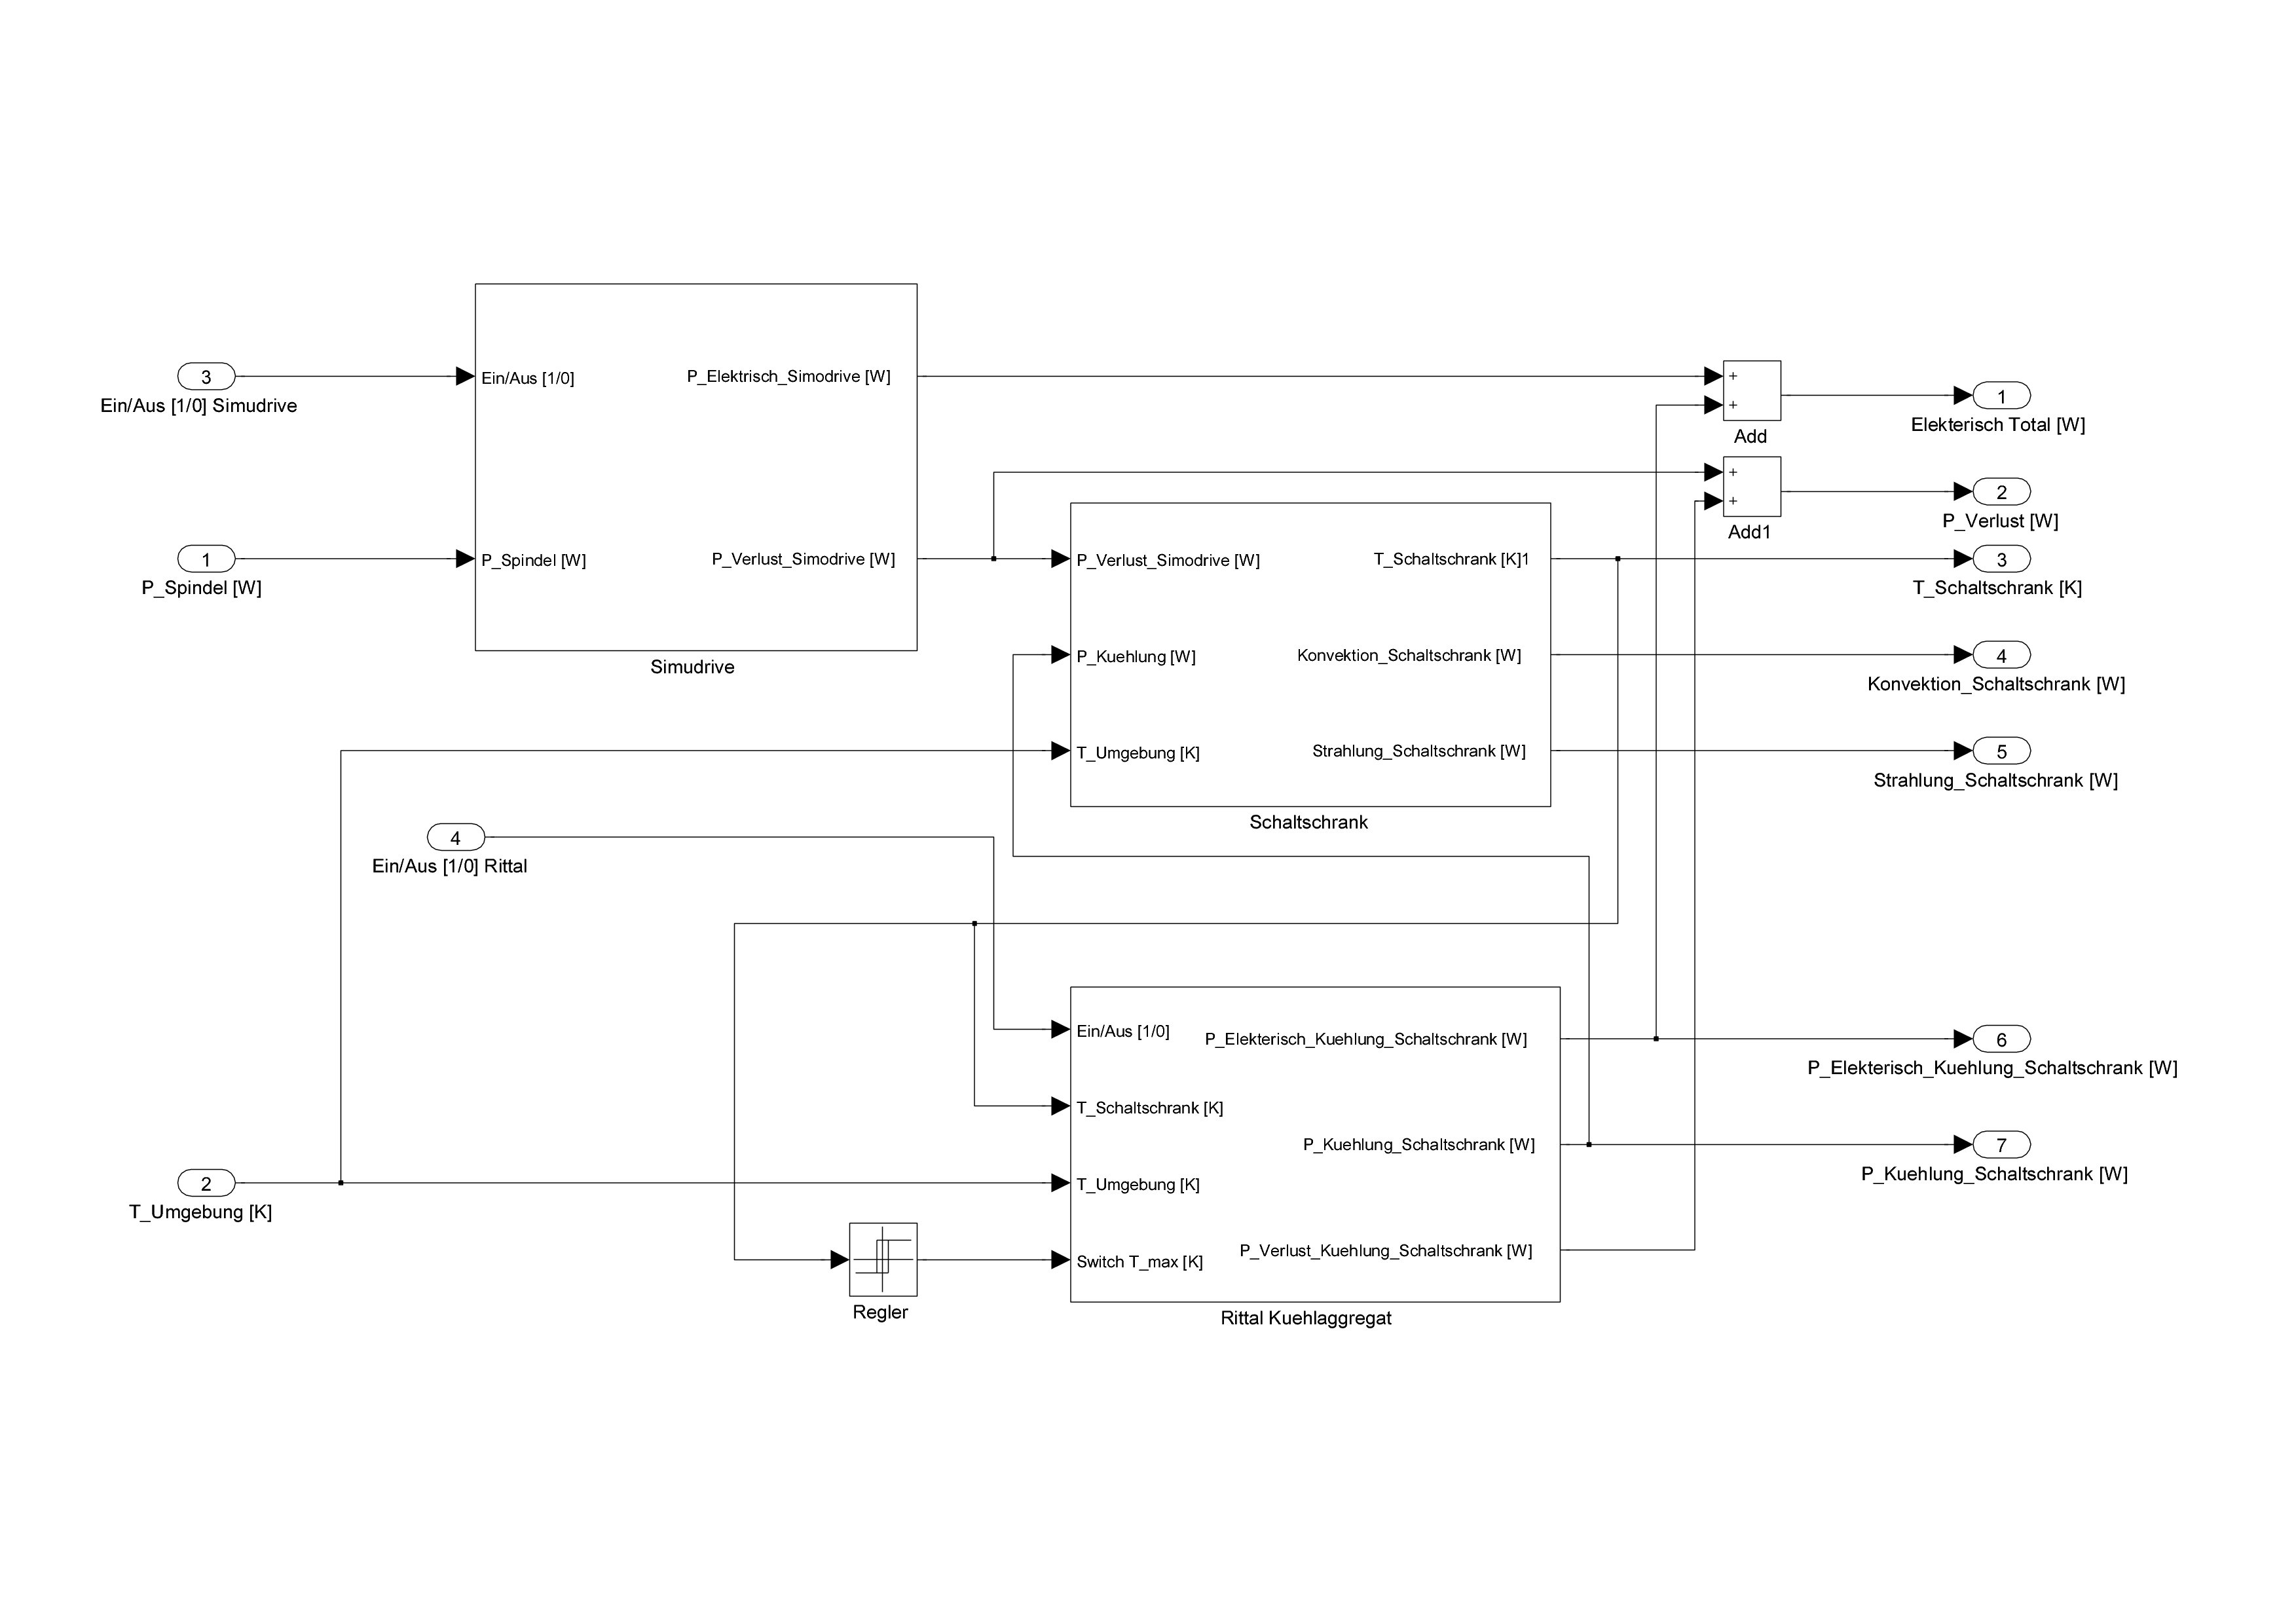 3
Ein/Aus [1/0] Simudrive
1
P_Spindel [W]
Ein/Aus [1/0]
P_Elektrisch_Simodrive [W]
P_Spindel [W]
P_Verlust_Simodrive [W]
Simudrive
+
+
Add
1
Elekterisch Total [W]
+
+
Add1
2
P_Verlust [W]
P_Verlust_Simodrive [W]
T_Schaltschrank [K]1
3
T_Schaltschrank [K]
P_Kuehlung [W]
Konvektion_Schaltschrank [W]
4
Konvektion_Schaltschrank [W]
T_Umgebung [K]
Strahlung_Schaltschrank [W]
5
Strahlung_Schaltschrank [W]
Schaltschrank
4
Ein/Aus [1/0] Rittal
Ein/Aus [1/0]
P_Elekterisch_Kuehlung_Schaltschrank [W]
6
P_Elekterisch_Kuehlung_Schaltschrank [W]
T_Schaltschrank [K]
P_Kuehlung_Schaltschrank [W]
7
P_Kuehlung_Schaltschrank [W]
2
T_Umgebung [K]
T_Umgebung [K]
Switch T_max [K]
P_Verlust_Kuehlung_Schaltschrank [W]
Regler
Rittal Kuehlaggregat